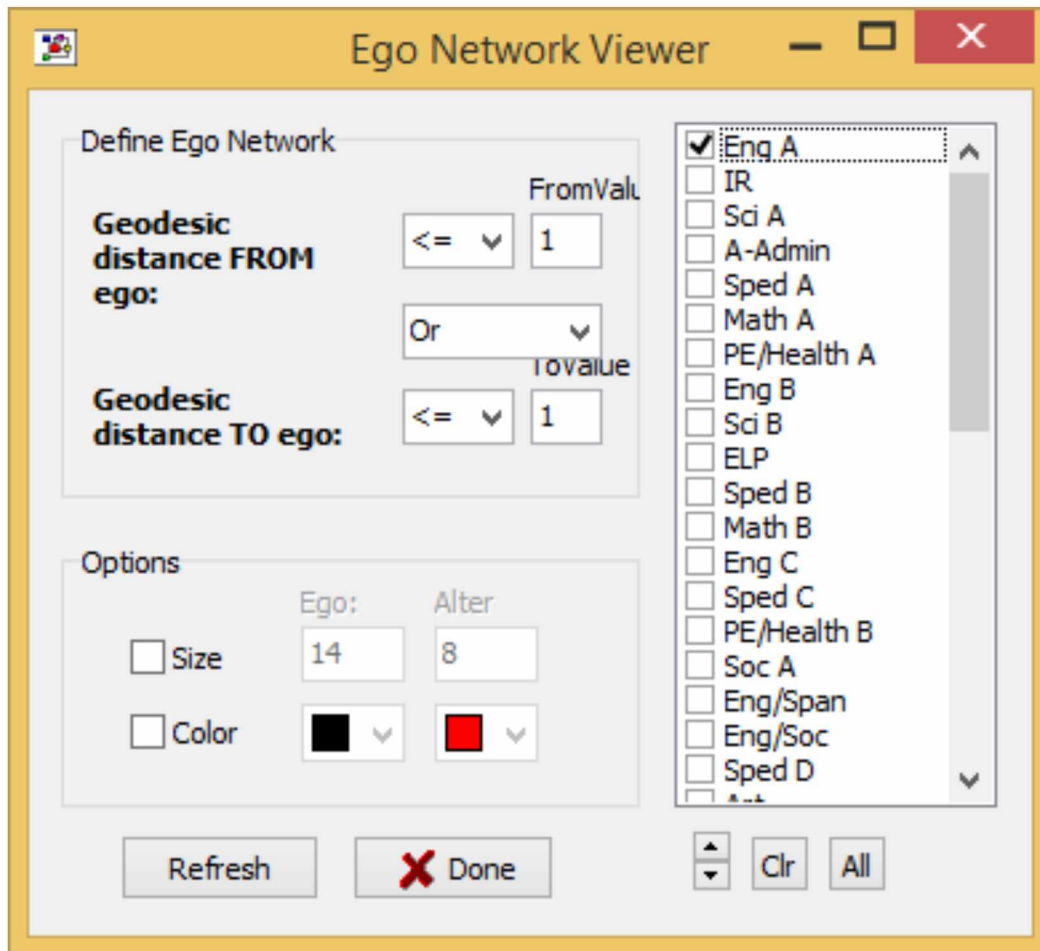 Ego Network Viewer
Define Ego Network
FromValu
Geodesic
distance FROM
ego:
<=
1
Or
ToValue
Geodesic
distance TO ego:
<=
1
Options
Ego:
Alter
Size
14
8
Color
Refresh
Done
Eng A
IR
Sci A
A-Admin
Sped A
Math A
PE/Health A
Eng B
Sci B
ELP
Sped B
Math B
Eng C
Sped C
PE/Health B
Soc A
Eng/Span
Eng/Soc
Sped D
Clr
All